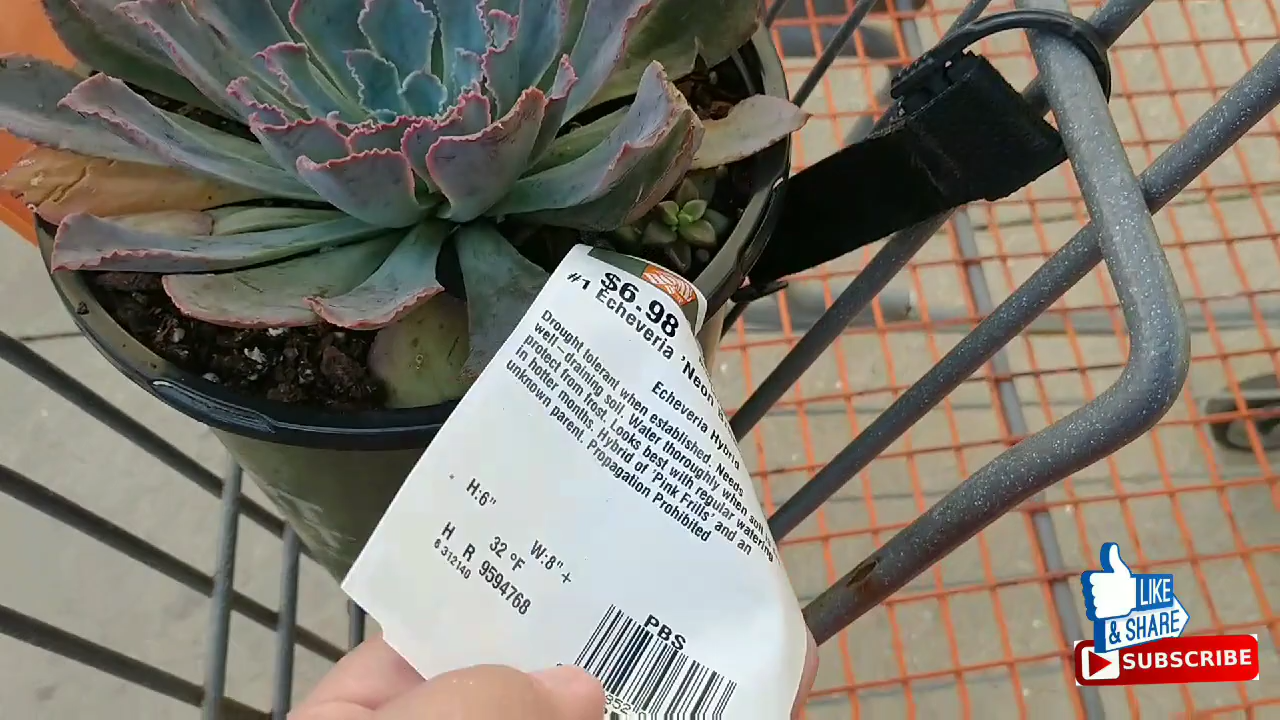 $6.98
#1 Echeveria 'Neon
Echeveria Hybrid
Drought tolerant when established. Needs
well-draining soil. Water thoroughly when soil
protect from frost. Looks best with regular watering
in hotter months. Hybrid of 'Pink Frills' and an
unknown parent. Propagation Prohibited
H:6"
W:8"+
32 °F
H R 9594768
6 312140
PBS
LIKE
& SHARE
SUBSCRIBE